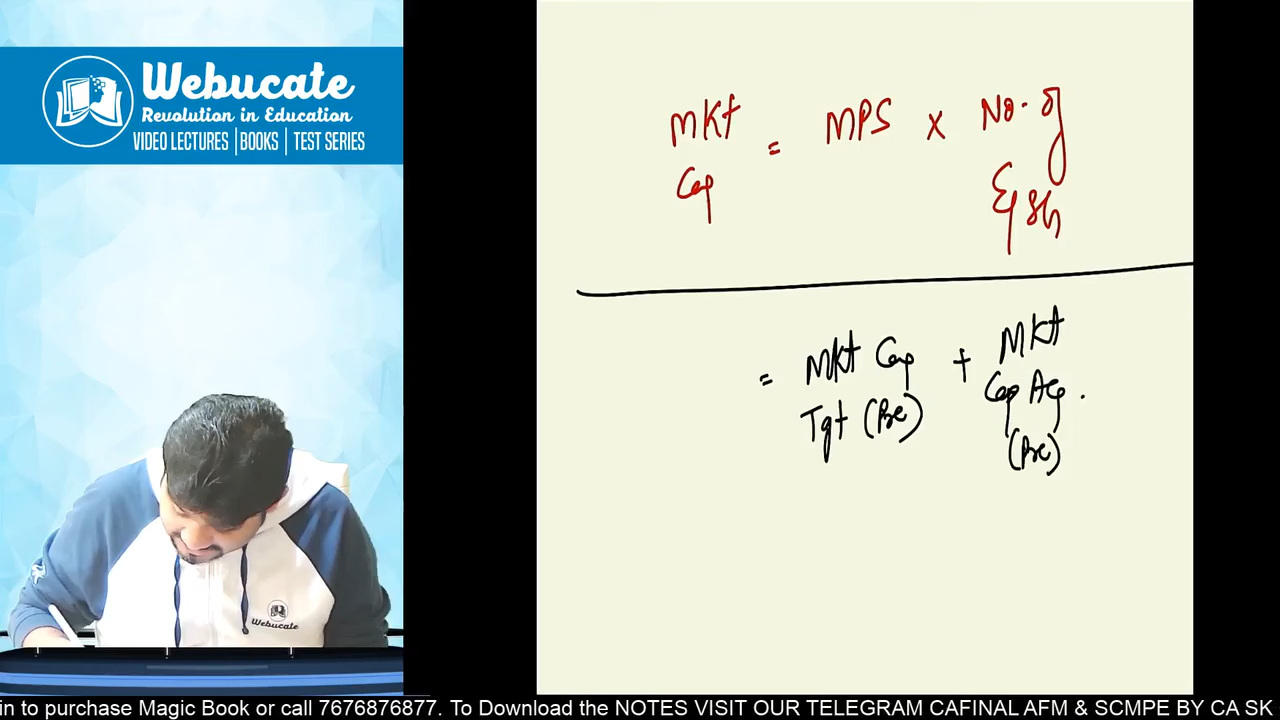 Webucate
Revolution in Education
VIDEO LECTURES | BOOKS | TEST SERIES
MKt Cap = MPS x No. of Eq Sh
= MKt Cap Tgt (Pre) + MKt Cap Acq. (Pre)
Webucate
in to purchase Magic Book or call 7676876877. To Download the NOTES VISIT OUR TELEGRAM CAFINAL AFM & SCMPE BY CA SK